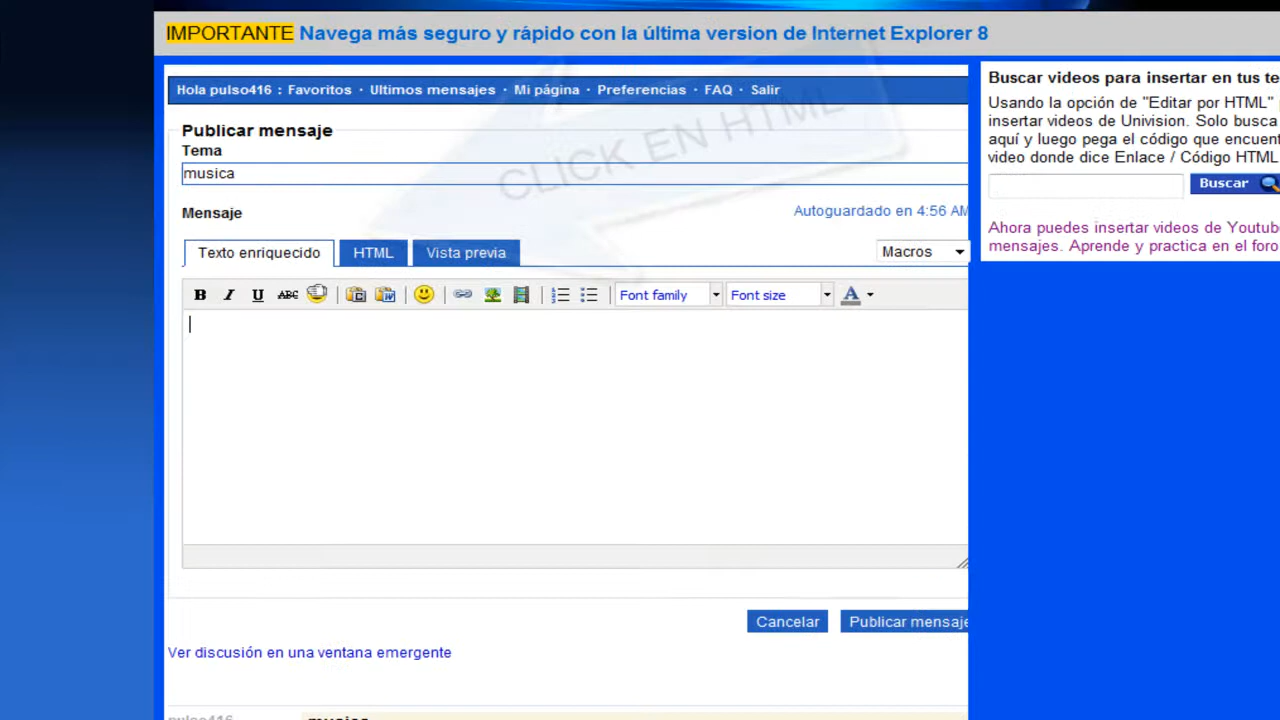 IMPORTANTE Navega más seguro y rápido con la última version de Internet Explorer 8
Hola pulso416 : Favoritos · Ultimos mensajes · Mi página · Preferencias · FAQ · Salir
Publicar mensaje
Tema
musica
CLICK EN HTML
Mensaje
Autoguardado en 4:56 AM
Texto enriquecido
HTML
Vista previa
Macros
B I U ABC
Font family
Font size
A
Cancelar
Publicar mensaje
Ver discusión en una ventana emergente
pulso416
musica
Buscar videos para insertar en tus
Usando la opción de "Editar por HTML"
insertar videos de Univision. Solo busca
aquí y luego pega el código que
video donde dice Enlace / Código HTML
Buscar
Ahora puedes insertar videos de
mensajes. Aprende y practica en el foro